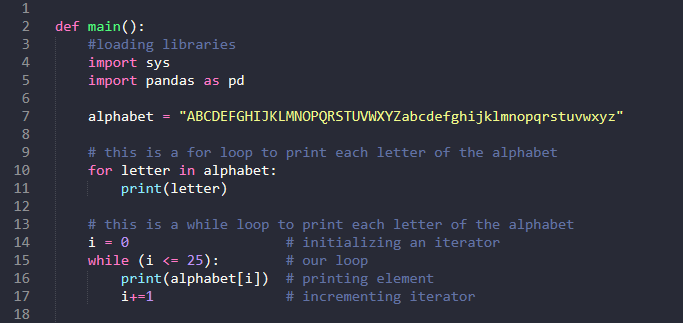 1
2 def main():
3     #loading libraries
4     import sys
5     import pandas as pd
6
7     alphabet = "ABCDEFGHIJKLMNOPQRSTUVWXYZabcdefghijklmnopqrstuvwxyz"
8
9     # this is a for loop to print each letter of the alphabet
10     for letter in alphabet:
11         print(letter)
12
13     # this is a while loop to print each letter of the alphabet
14     i = 0                   # initializing an iterator
15     while (i <= 25):        # our loop
16         print(alphabet[i])  # printing element
17         i+=1                # incrementing iterator
18